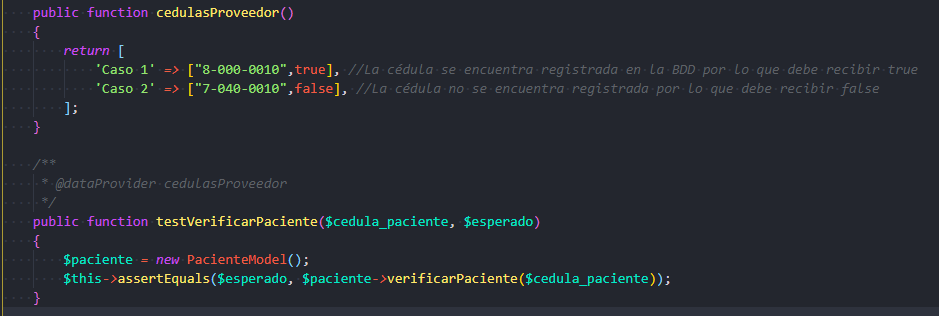 public function cedulasProveedor()
{
return [
'Caso 1' => ["8-000-0010",true], //La cédula se encuentra registrada en la BDD por lo que debe recibir true
'Caso 2' => ["7-040-0010",false], //La cédula no se encuentra registrada por lo que debe recibir false
];
}
/**
* @dataProvider cedulasProveedor
*/
public function testVerificarPaciente($cedula_paciente, $esperado)
{
$paciente = new PacienteModel();
$this->assertEquals($esperado, $paciente->verificarPaciente($cedula_paciente));
}